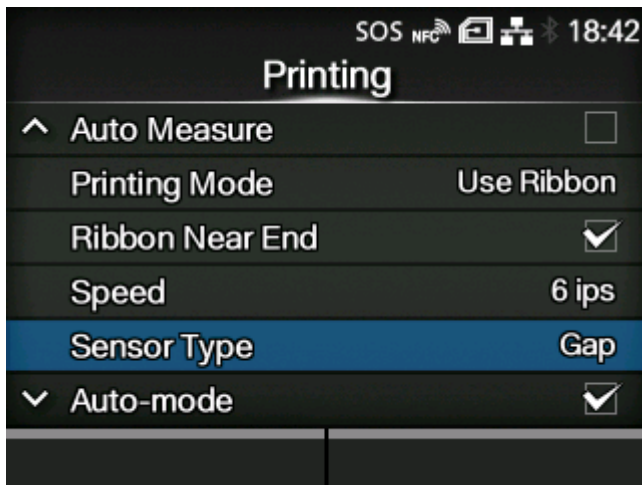 SOS NFC 18:42
Printing
Auto Measure
Printing Mode Use Ribbon
Ribbon Near End
Speed 6 ips
Sensor Type Gap
Auto-mode